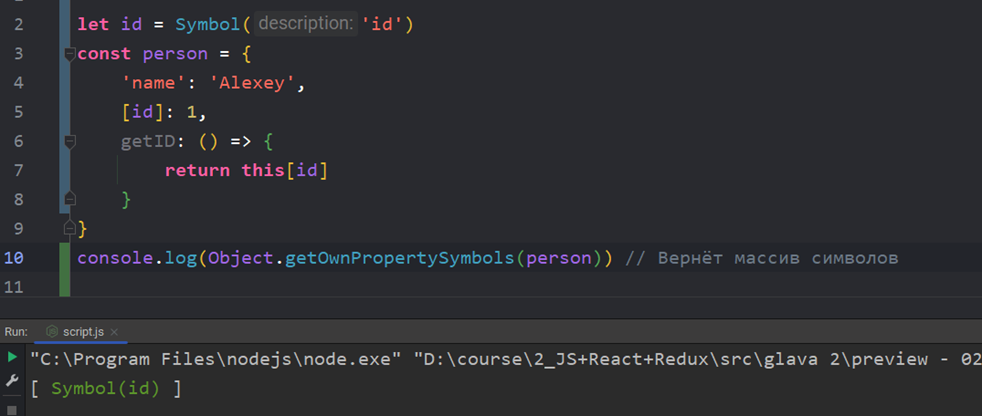 2 let id = Symbol( description: 'id')
3 const person = {
4 'name': 'Alexey',
5 [id]: 1,
6 getID: () => {
7 return this[id]
8 }
9 }
10 console.log(Object.getOwnPropertySymbols(person)) // Вернёт массив символов
11
Run: script.js ×
"C:\Program Files\nodejs\node.exe" "D:\course\2_JS+React+Redux\src\glava 2\preview - 02
[ Symbol(id) ]